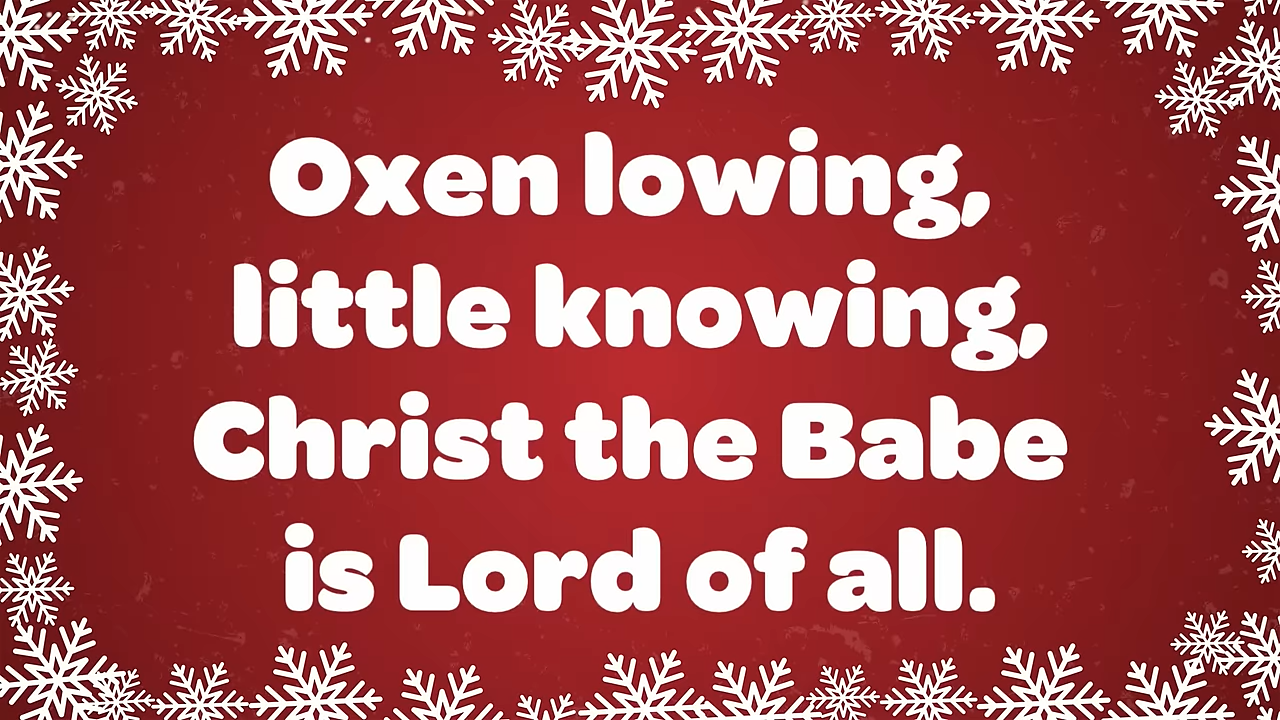 Oxen lowing,
little knowing,
Christ the Babe
is Lord of all.